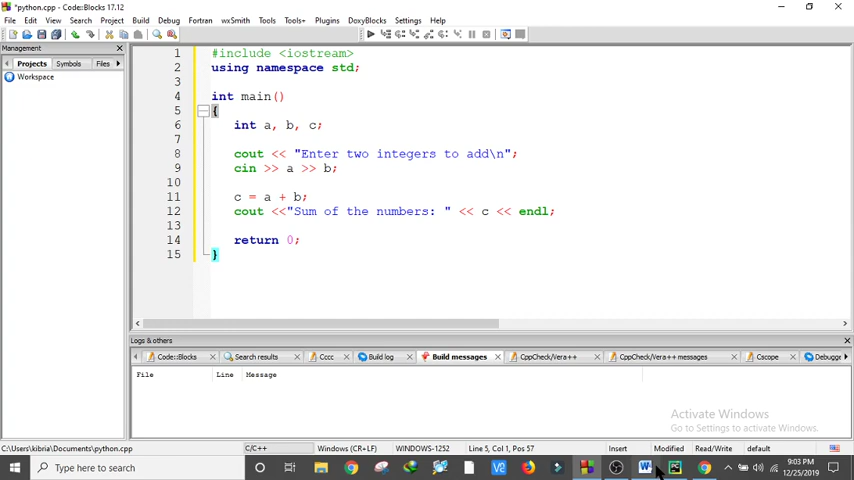 *python.cpp - Code::Blocks 17.12
File Edit View Search Project Build Debug Fortran wxSmith Tools Tools+ Plugins DoxyBlocks Settings Help
Management
Projects Symbols Files
Workspace
1 #include <iostream>
2 using namespace std;
3
4 int main()
5 {
6 int a, b, c;
7
8 cout << "Enter two integers to add\n";
9 cin >> a >> b;
10
11 c = a + b;
12 cout <<"Sum of the numbers: " << c << endl;
13
14 return 0;
15 }
Logs & others
Code::Blocks Search results Cccc Build log Build messages CppCheck/Vera++ CppCheck/Vera++ messages Cscope Debugge
File Line Message
Activate Windows
Go to Settings to activate Windows.
C:\Users\kibria\Documents\python.cpp C/C++ Windows (CR+LF) WINDOWS-1252 Line 5, Col 1, Pos 57 Insert Modified Read/Write default
Type here to search
9:03 PM
12/25/2019